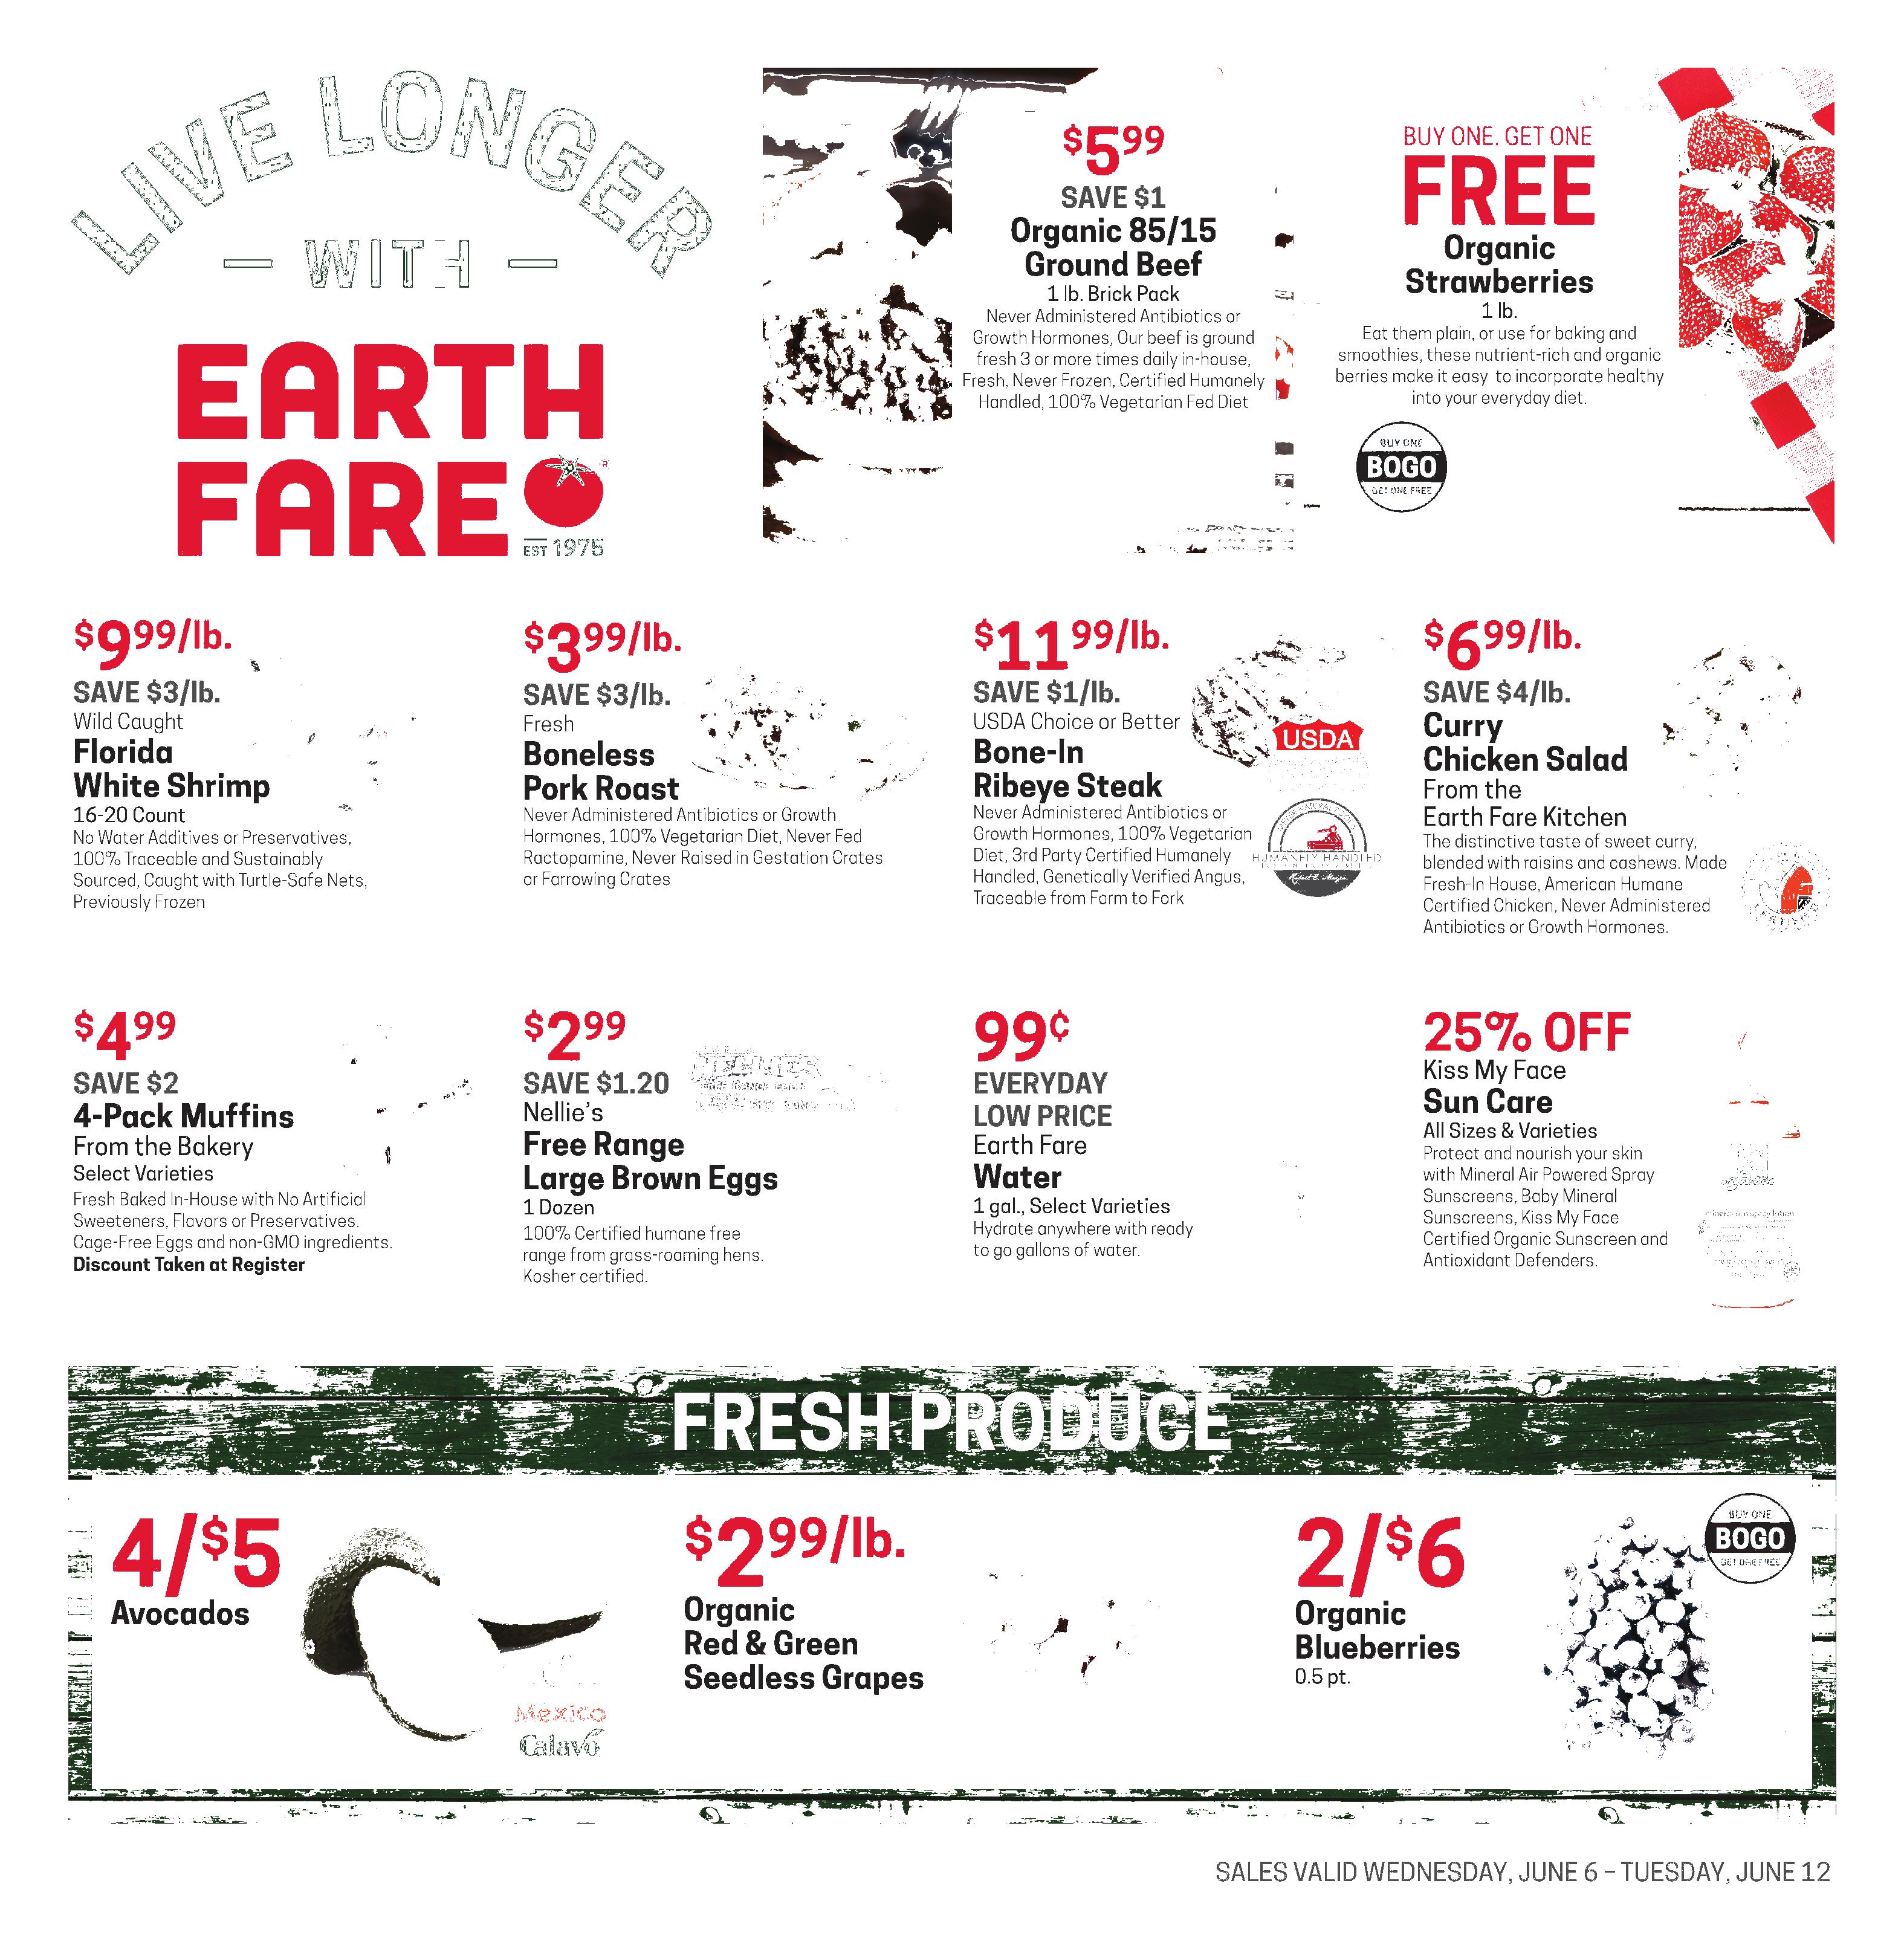 LIVE LONGER
WITH
EARTH
FARE
EST 1975
$5.99
SAVE $1
Organic 85/15
Ground Beef
1 lb. Brick Pack
Never Administered Antibiotics or
Growth Hormones, Our beef is ground
fresh 3 or more times daily in-house,
Fresh, Never Frozen, Certified Humanely
Handled, 100% Vegetarian Fed Diet
BUY ONE, GET ONE
FREE
Organic
Strawberries
1 lb.
Eat them plain, or use for baking and
smoothies, these nutrient-rich and organic
berries make it easy to incorporate healthy
into your everyday diet.
BUY ONE
BOGO
GET ONE FREE
$9.99/lb.
SAVE $3/lb.
Wild Caught
Florida
White Shrimp
16-20 Count
No Water Additives or Preservatives,
100% Traceable and Sustainably
Sourced, Caught with Turtle-Safe Nets,
Previously Frozen
$3.99/lb.
SAVE $3/lb.
Fresh
Boneless
Pork Roast
Never Administered Antibiotics or Growth
Hormones, 100% Vegetarian Diet, Never Fed
Ractopamine, Never Raised in Gestation Crates
or Farrowing Crates
$11.99/lb.
SAVE $1/lb.
USDA Choice or Better
Bone-In
Ribeye Steak
Never Administered Antibiotics or
Growth Hormones, 100% Vegetarian
Diet, 3rd Party Certified Humanely
Handled, Genetically Verified Angus,
Traceable from Farm to Fork
USDA
HUMANELY HANDLED
$6.99/lb.
SAVE $4/lb.
Curry
Chicken Salad
From the
Earth Fare Kitchen
The distinctive taste of sweet curry,
blended with raisins and cashews. Made
Fresh-In House, American Humane
Certified Chicken, Never Administered
Antibiotics or Growth Hormones.
$4.99
SAVE $2
4-Pack Muffins
From the Bakery
Select Varieties
Fresh Baked In-House with No Artificial
Sweeteners, Flavors or Preservatives.
Cage-Free Eggs and non-GMO ingredients.
Discount Taken at Register
$2.99
SAVE $1.20
Nellie's
Free Range
Large Brown Eggs
1 Dozen
100% Certified humane free
range from grass-roaming hens.
Kosher certified.
NELLIE'S
99¢
EVERYDAY
LOW PRICE
Earth Fare
Water
1 gal., Select Varieties
Hydrate anywhere with ready
to go gallons of water.
25% OFF
Kiss My Face
Sun Care
All Sizes & Varieties
Protect and nourish your skin
with Mineral Air Powered Spray
Sunscreens, Baby Mineral
Sunscreens, Kiss My Face
Certified Organic Sunscreen and
Antioxidant Defenders.
FRESH PRODUCE
4/$5
Avocados
Mexico
Calavo
$2.99/lb.
Organic
Red & Green
Seedless Grapes
2/$6
Organic
Blueberries
0.5 pt.
BUY ONE
BOGO
GET ONE FREE
SALES VALID WEDNESDAY, JUNE 6 – TUESDAY, JUNE 12